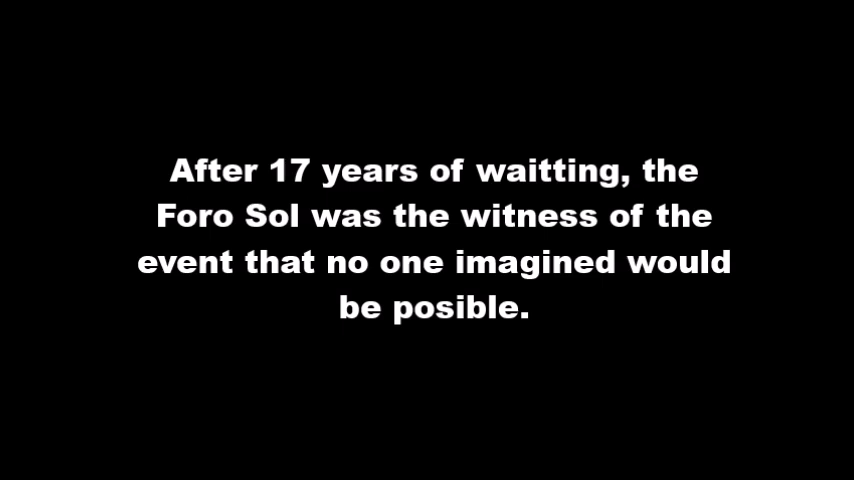 After 17 years of waitting, the
Foro Sol was the witness of the
event that no one imagined would
be posible.